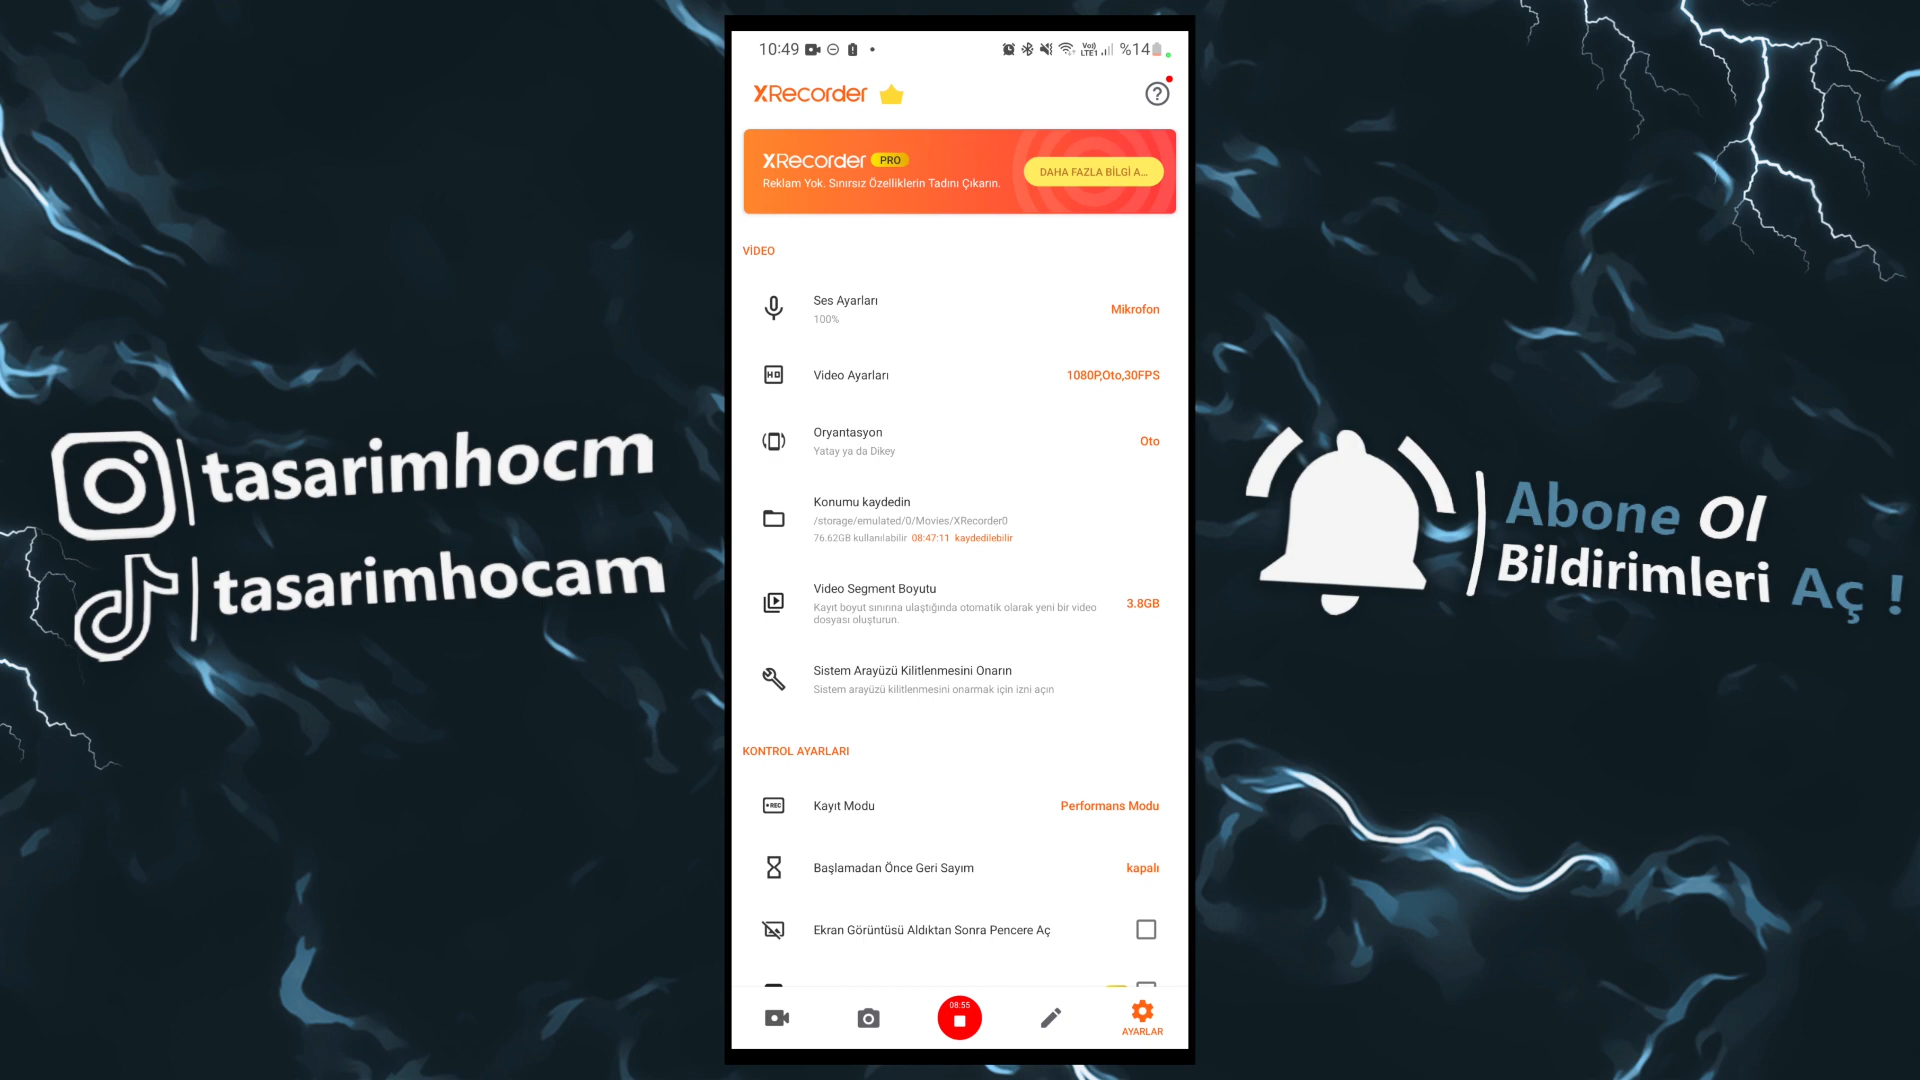 10:49
Vo) LTE1 %14
XRecorder
XRecorder PRO
Reklam Yok. Sınırsız Özelliklerin Tadını Çıkarın.
DAHA FAZLA BİLGİ A...
VİDEO
Ses Ayarları
100%
Mikrofon
HD
Video Ayarları
1080P,Oto,30FPS
Oryantasyon
Yatay ya da Dikey
Oto
Konumu kaydedin
/storage/emulated/0/Movies/XRecorder0
76.62GB kullanılabilir 08:47:11 kaydedilebilir
Video Segment Boyutu
Kayıt boyut sınırına ulaştığında otomatik olarak yeni bir video
dosyası oluşturun.
3.8GB
Sistem Arayüzü Kilitlenmesini Onarın
Sistem arayüzü kilitlenmesini onarmak için izni açın
KONTROL AYARLARI
REC
Kayıt Modu
Performans Modu
Başlamadan Önce Geri Sayım
kapalı
Ekran Görüntüsü Aldıktan Sonra Pencere Aç
08:55
AYARLAR
tasarimhocm
tasarimhocam
Abone Ol
Bildirimleri Aç !